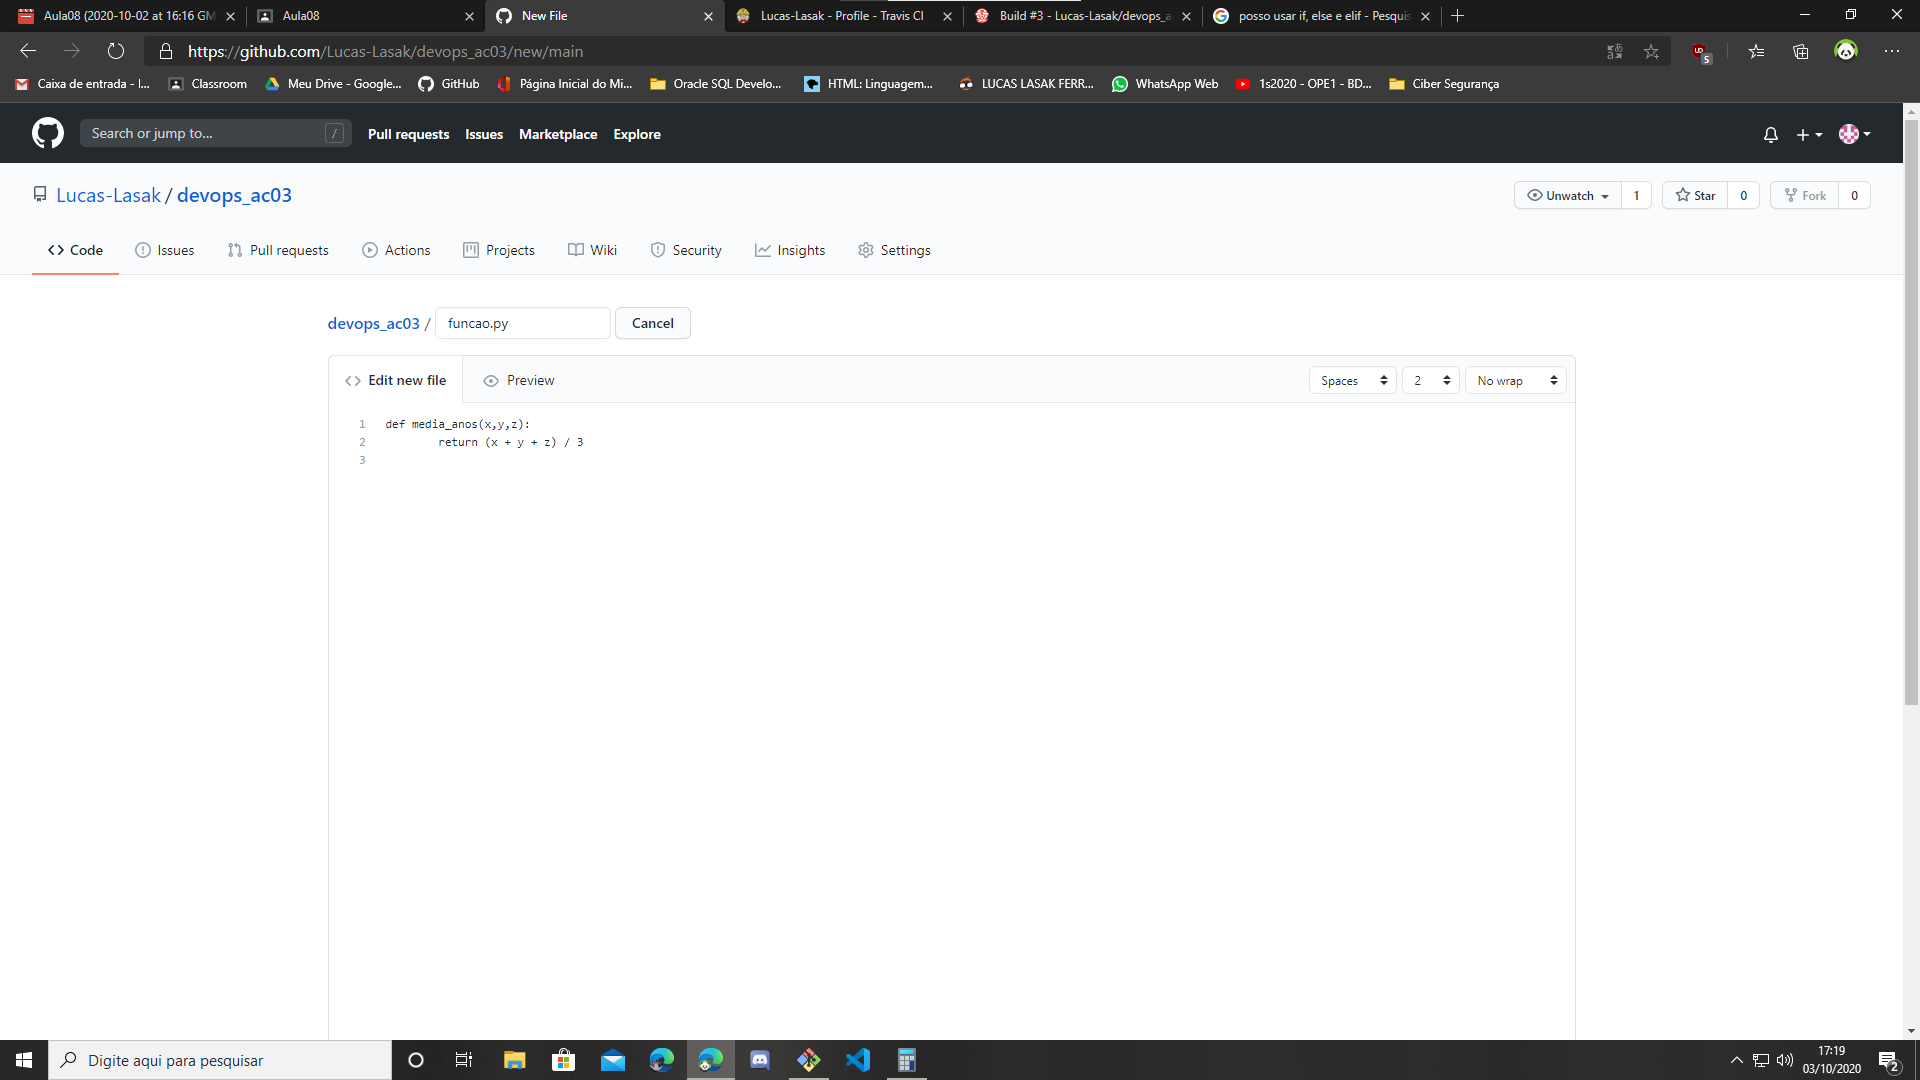 Aula08 (2020-10-02 at 16:16 GM
Aula08
New File
Lucas-Lasak - Profile - Travis CI
Build #3 - Lucas-Lasak/devops_a
posso usar if, else e elif - Pesquis
https://github.com/Lucas-Lasak/devops_ac03/new/main
5
Caixa de entrada - l...
Classroom
Meu Drive - Google...
GitHub
Página Inicial do Mi...
Oracle SQL Develo...
HTML: Linguagem...
LUCAS LASAK FERR...
WhatsApp Web
1s2020 - OPE1 - BD...
Ciber Segurança
Search or jump to...
/
Pull requests
Issues
Marketplace
Explore
Lucas-Lasak / devops_ac03
Unwatch 1
Star 0
Fork 0
Code
Issues
Pull requests
Actions
Projects
Wiki
Security
Insights
Settings
devops_ac03 / funcao.py Cancel
Edit new file
Preview
Spaces
2
No wrap
1 def media_anos(x,y,z):
2 return (x + y + z) / 3
3
Digite aqui para pesquisar
17:19
03/10/2020
2